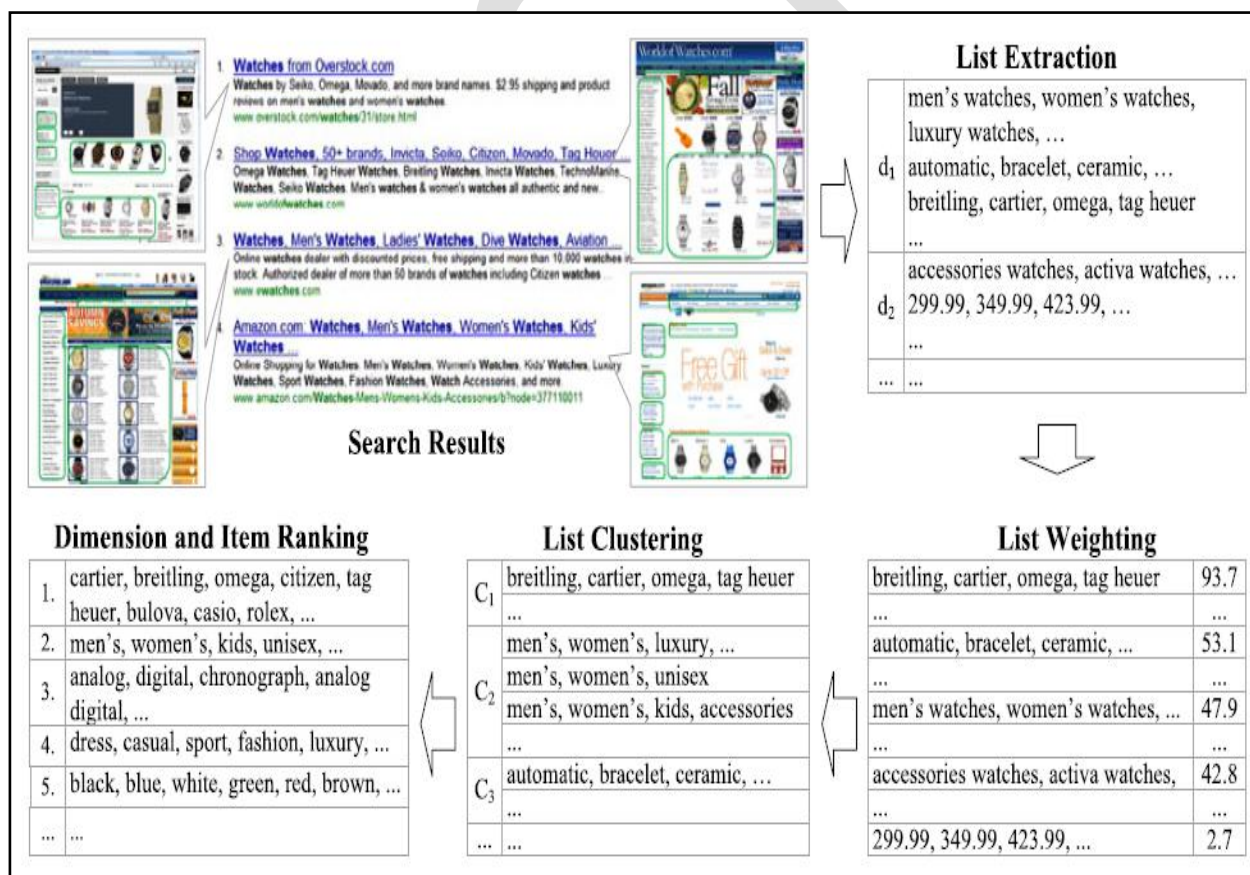 1. Watches from Overstock.com
Watches by Seiko, Omega, Movado, and more brand names. $2.95 shipping and product
reviews on men's watches and women's watches.
www.overstock.com/watches/31/store.html
2. Shop Watches, 50+ brands, Invicta, Seiko, Citizen, Movado, Tag Heuer ...
Omega Watches, Tag Heuer Watches, Breitling Watches, Invicta Watches, TechnoMarine
Watches, Seiko Watches. Men's watches & women's watches all authentic and new..
www.worldofwatches.com
3. Watches, Men's Watches, Ladies' Watches, Dive Watches, Aviation ...
Online watches dealer with discounted prices, free shipping and more than 10,000 watches in
stock. Authorized dealer of more than 50 brands of watches including Citizen watches ...
www.ewatches.com
4. Amazon.com: Watches, Men's Watches, Women's Watches, Kids'
Watches ...
Online Shopping for Watches, Men's Watches, Women's Watches, Kids' Watches, Luxury
Watches, Sport Watches, Fashion Watches, Watch Accessories, and more
www.amazon.com/Watches-Mens-Womens-Kids-Accessories/b?node=377110011
Search Results
WorldofWatches.com
Fall
AUTUMN
SAVINGS
amazon.com
Free Gift
with Purchase
List Extraction
d1
men's watches, women's watches,
luxury watches, ...
automatic, bracelet, ceramic, ...
breitling, cartier, omega, tag heuer
...
d2
accessories watches, activa watches, ...
299.99, 349.99, 423.99, ...
...
... ...
List Weighting
breitling, cartier, omega, tag heuer 93.7
... ...
automatic, bracelet, ceramic, ... 53.1
... ...
men's watches, women's watches, ... 47.9
... ...
accessories watches, activa watches, 42.8
... ...
299.99, 349.99, 423.99, ... 2.7
List Clustering
C1
breitling, cartier, omega, tag heuer
...
C2
men's, women's, luxury, ...
men's, women's, unisex
men's, women's, kids, accessories
...
C3
automatic, bracelet, ceramic, ...
...
... ...
Dimension and Item Ranking
1. cartier, breitling, omega, citizen, tag
heuer, bulova, casio, rolex, ...
2. men's, women's, kids, unisex, ...
3. analog, digital, chronograph, analog
digital, ...
4. dress, casual, sport, fashion, luxury, ...
5. black, blue, white, green, red, brown, ...
... ...